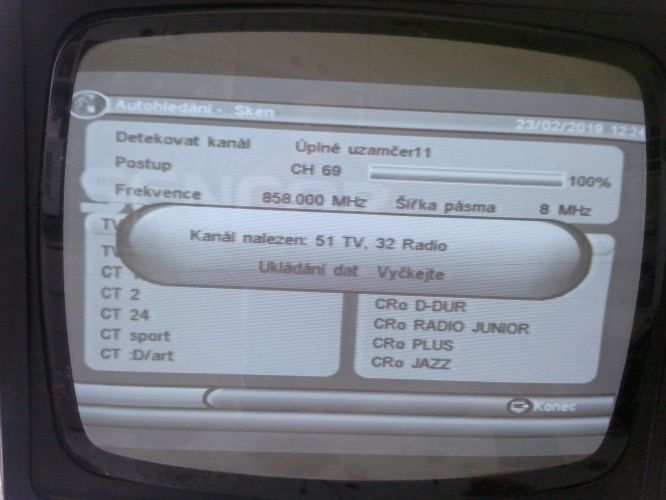 Autohledání - Sken
23/02/2019 12:24
Detekovat kanál Úplné uzamčer11
Postup CH 69 100%
Frekvence 858.000 MHz Šířka pásma 8 MHz
Kanál nalezen: 51 TV, 32 Radio
Ukládání dat Vyčkejte
CT
CT 2
CT 24
CT sport
CT :D/art
CRo D-DUR
CRo RADIO JUNIOR
CRo PLUS
CRo JAZZ
Konec